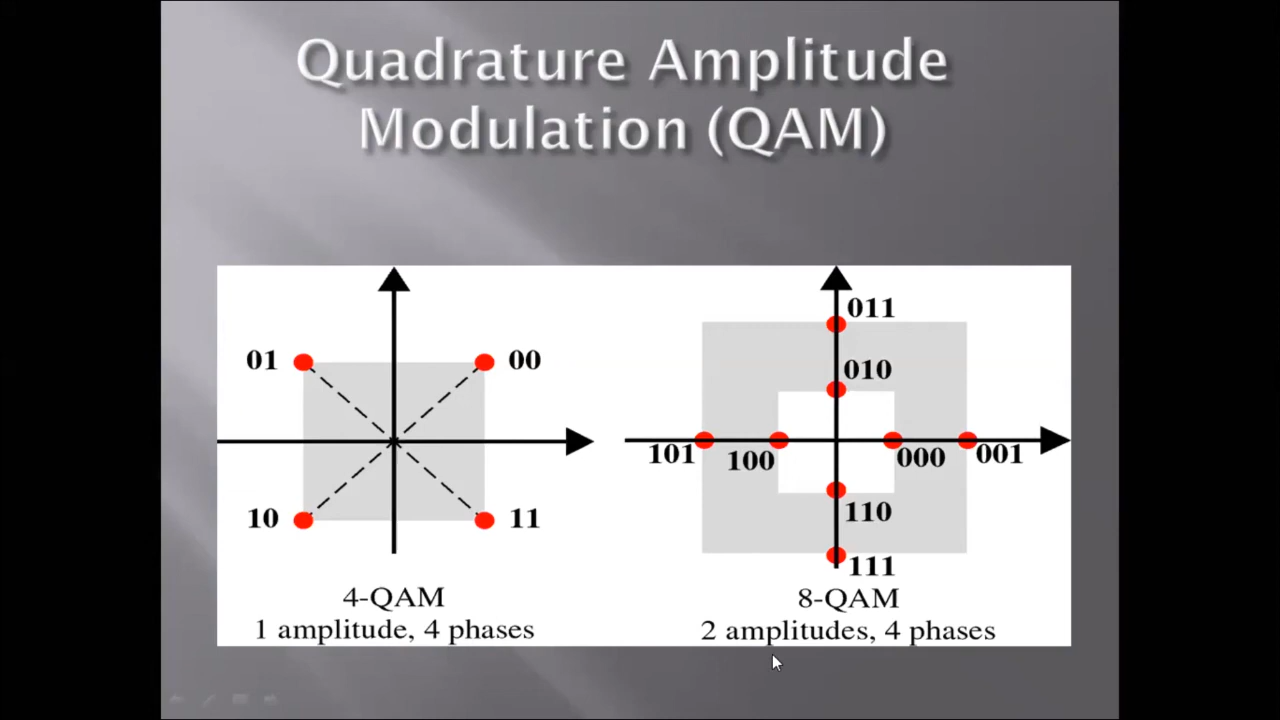 Quadrature Amplitude
Modulation (QAM)
01
00
10
11
4-QAM
1 amplitude, 4 phases
011
010
101
100
000
001
110
111
8-QAM
2 amplitudes, 4 phases